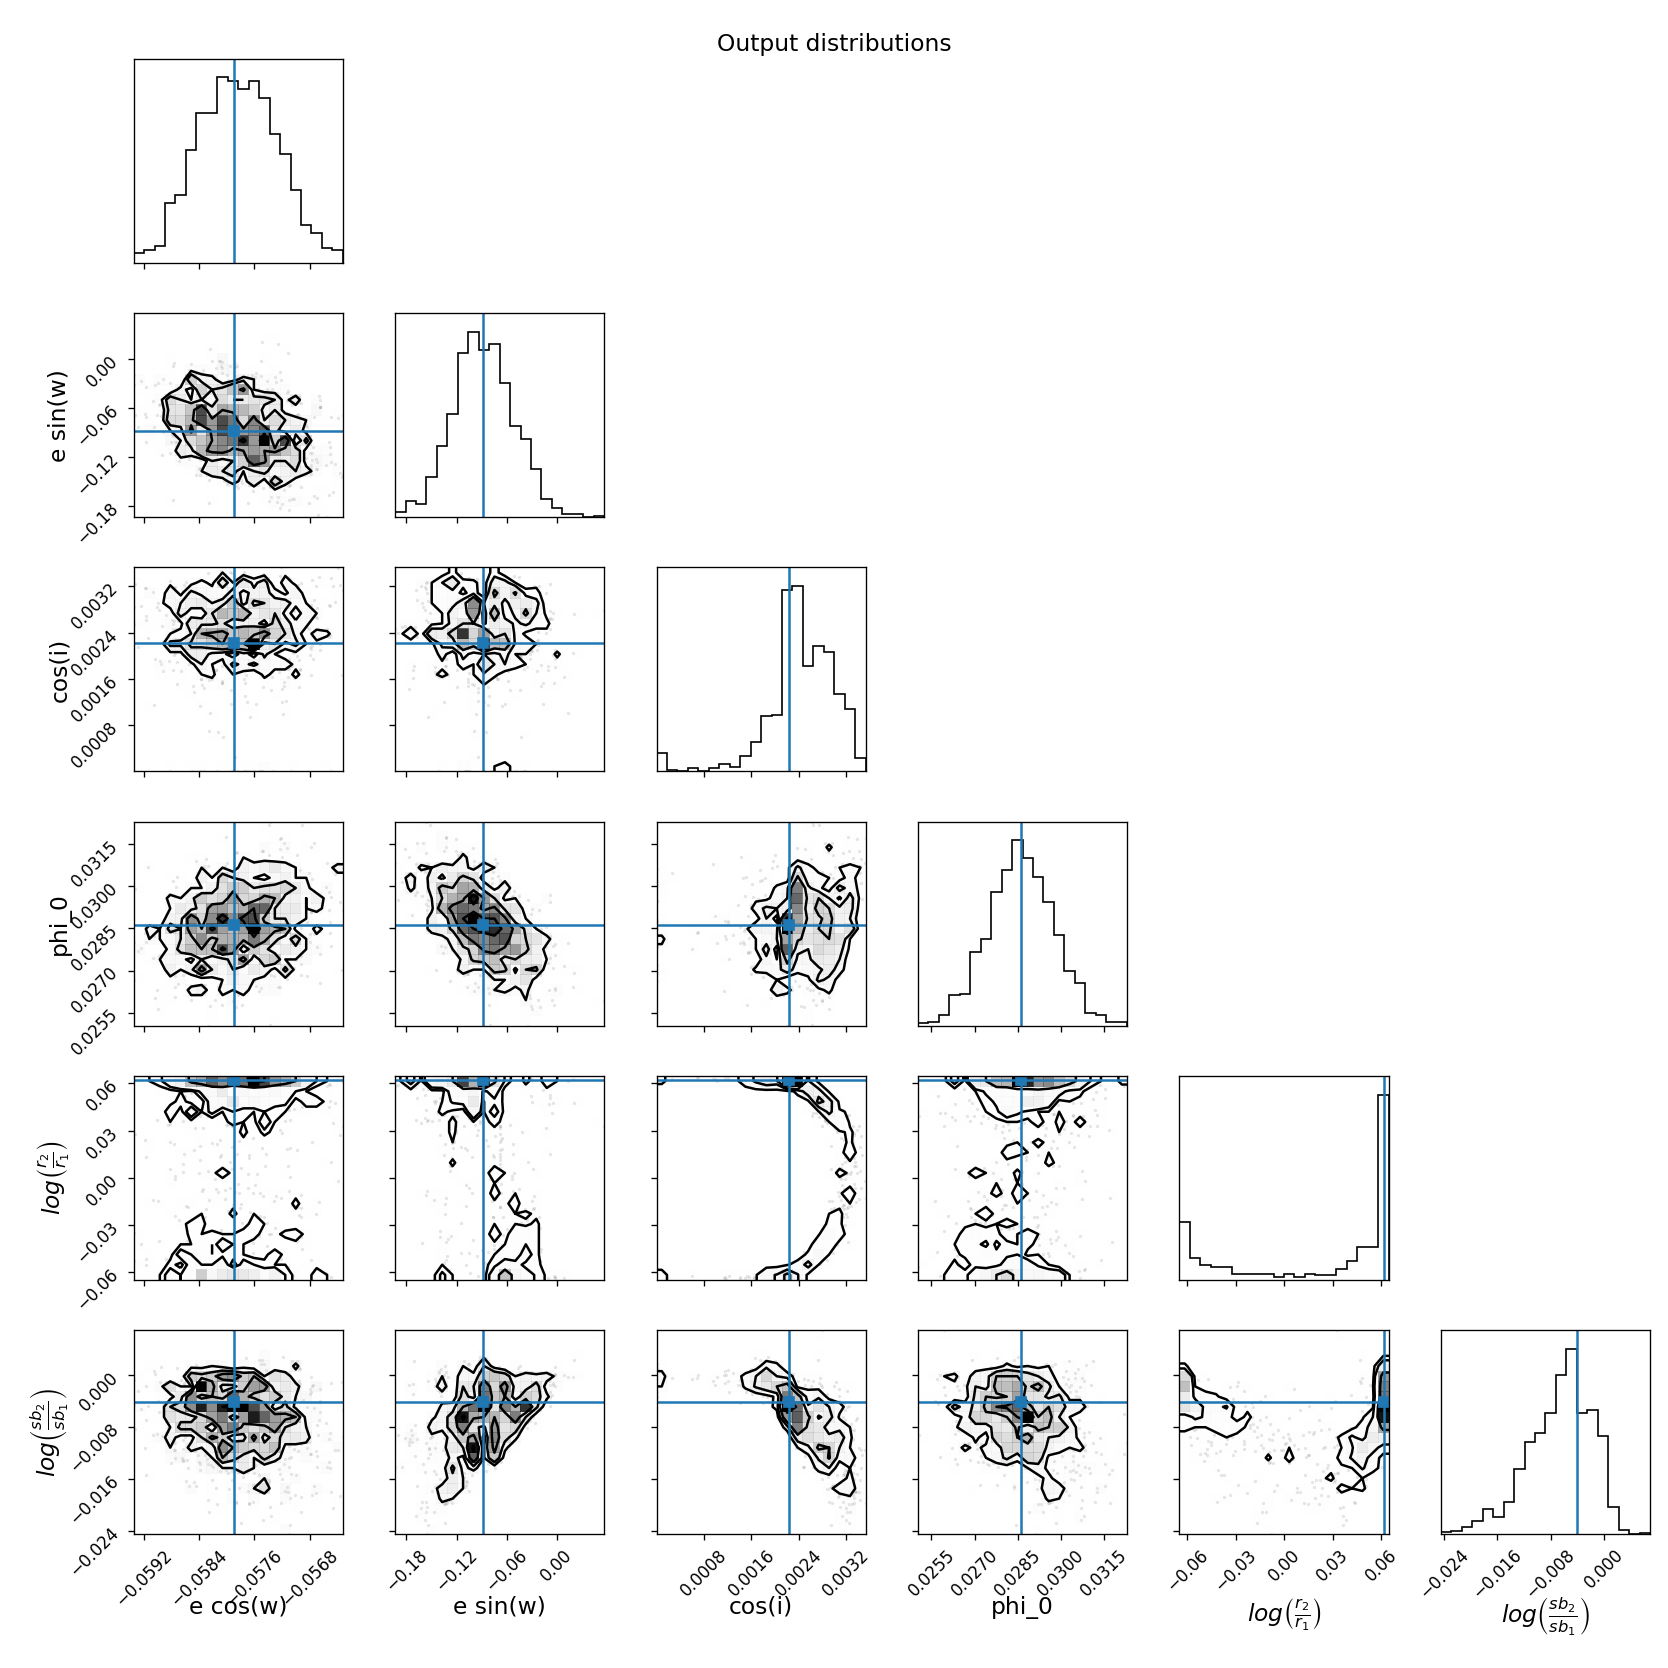 Output distributions
e sin(w)
0.00
−0.06
−0.12
−0.18
cos(i)
0.0032
0.0024
0.0016
0.0008
phi_0
0.0315
0.0300
0.0285
0.0270
0.0255
log(r2/r1)
0.06
0.03
0.00
−0.03
−0.06
log(sb2/sb1)
0.000
−0.008
−0.016
−0.024
−0.0592 −0.0584 −0.0576 −0.0568
e cos(w)
−0.18 −0.12 −0.06 0.00
e sin(w)
0.0008 0.0016 0.0024 0.0032
cos(i)
0.0255 0.0270 0.0285 0.0300 0.0315
phi_0
−0.06 −0.03 0.00 0.03 0.06
log(r2/r1)
−0.024 −0.016 −0.008 0.000
log(sb2/sb1)